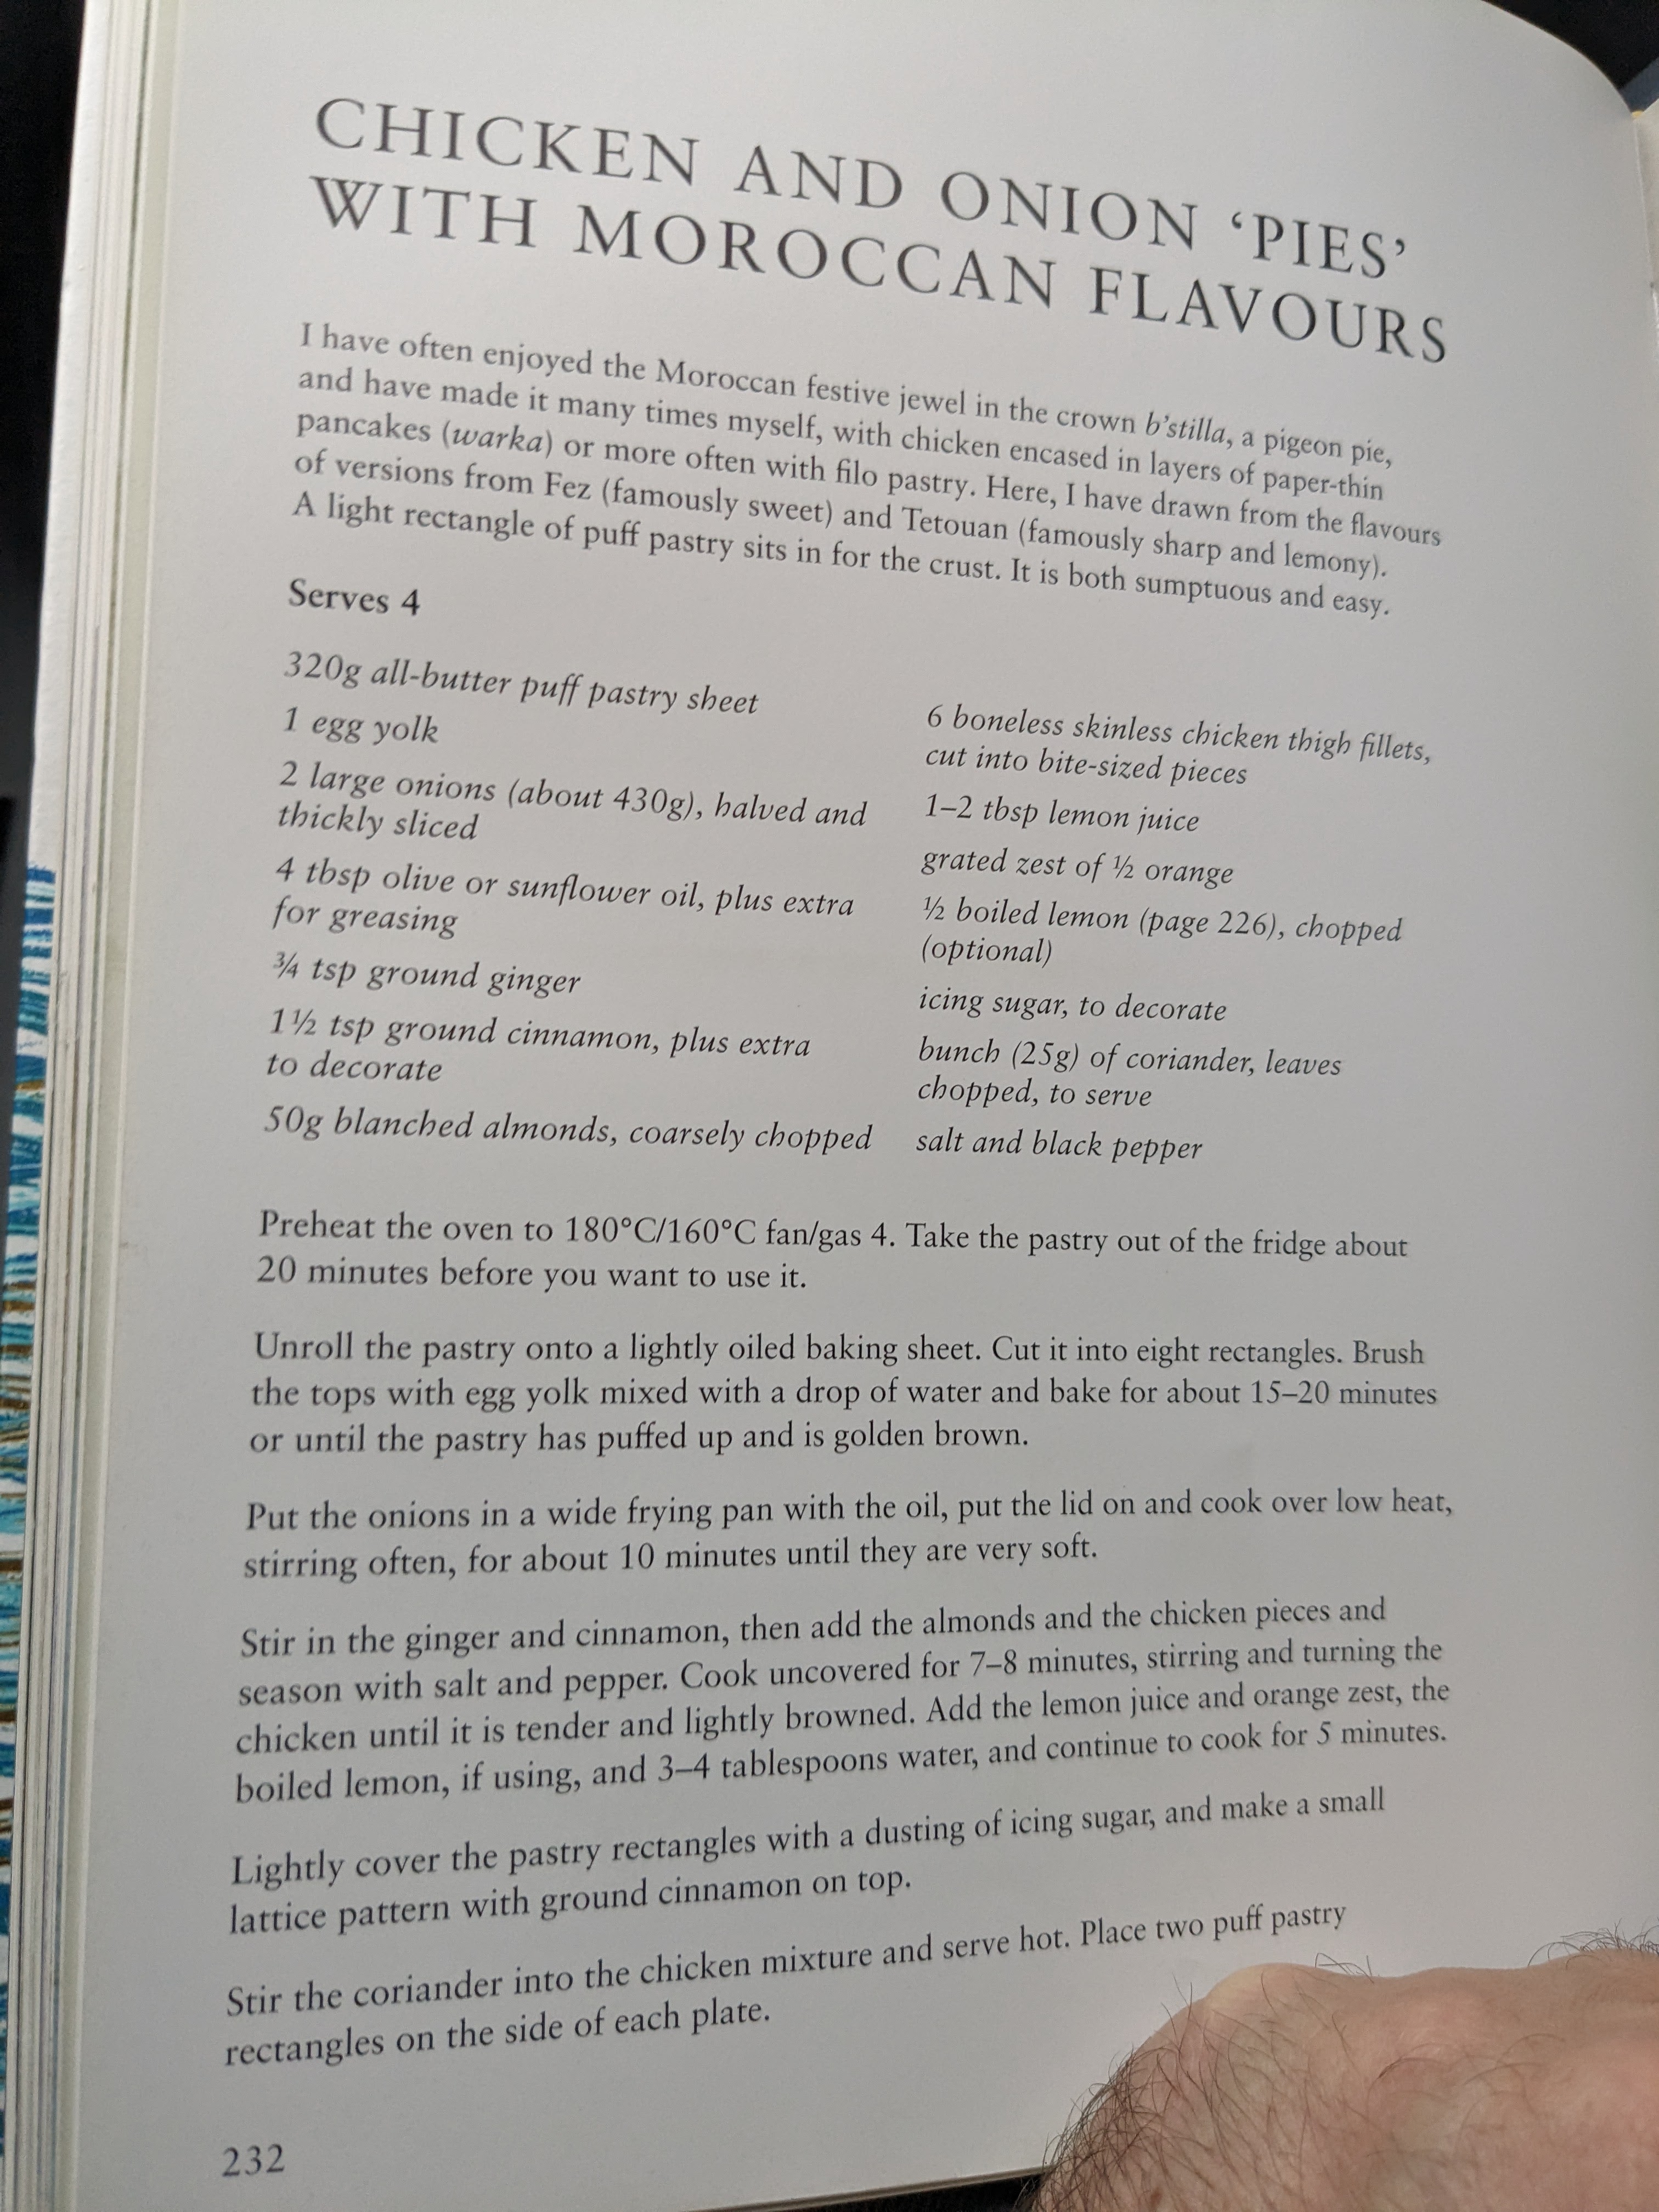 CHICKEN AND ONION ‘PIES’
WITH MOROCCAN FLAVOURS
I have often enjoyed the Moroccan festive jewel in the crown b’stilla, a pigeon pie,
and have made it many times myself, with chicken encased in layers of paper-thin
pancakes (warka) or more often with filo pastry. Here, I have drawn from the flavours
of versions from Fez (famously sweet) and Tetouan (famously sharp and lemony).
A light rectangle of puff pastry sits in for the crust. It is both sumptuous and easy.
Serves 4
320g all-butter puff pastry sheet
1 egg yolk
2 large onions (about 430g), halved and
thickly sliced
4 tbsp olive or sunflower oil, plus extra
for greasing
¾ tsp ground ginger
1½ tsp ground cinnamon, plus extra
to decorate
50g blanched almonds, coarsely chopped
6 boneless skinless chicken thigh fillets,
cut into bite-sized pieces
1–2 tbsp lemon juice
grated zest of ½ orange
½ boiled lemon (page 226), chopped
(optional)
icing sugar, to decorate
bunch (25g) of coriander, leaves
chopped, to serve
salt and black pepper
Preheat the oven to 180°C/160°C fan/gas 4. Take the pastry out of the fridge about
20 minutes before you want to use it.
Unroll the pastry onto a lightly oiled baking sheet. Cut it into eight rectangles. Brush
the tops with egg yolk mixed with a drop of water and bake for about 15–20 minutes
or until the pastry has puffed up and is golden brown.
Put the onions in a wide frying pan with the oil, put the lid on and cook over low heat,
stirring often, for about 10 minutes until they are very soft.
Stir in the ginger and cinnamon, then add the almonds and the chicken pieces and
season with salt and pepper. Cook uncovered for 7–8 minutes, stirring and turning the
chicken until it is tender and lightly browned. Add the lemon juice and orange zest, the
boiled lemon, if using, and 3–4 tablespoons water, and continue to cook for 5 minutes.
Lightly cover the pastry rectangles with a dusting of icing sugar, and make a small
lattice pattern with ground cinnamon on top.
Stir the coriander into the chicken mixture and serve hot. Place two puff pastry
rectangles on the side of each plate.
232